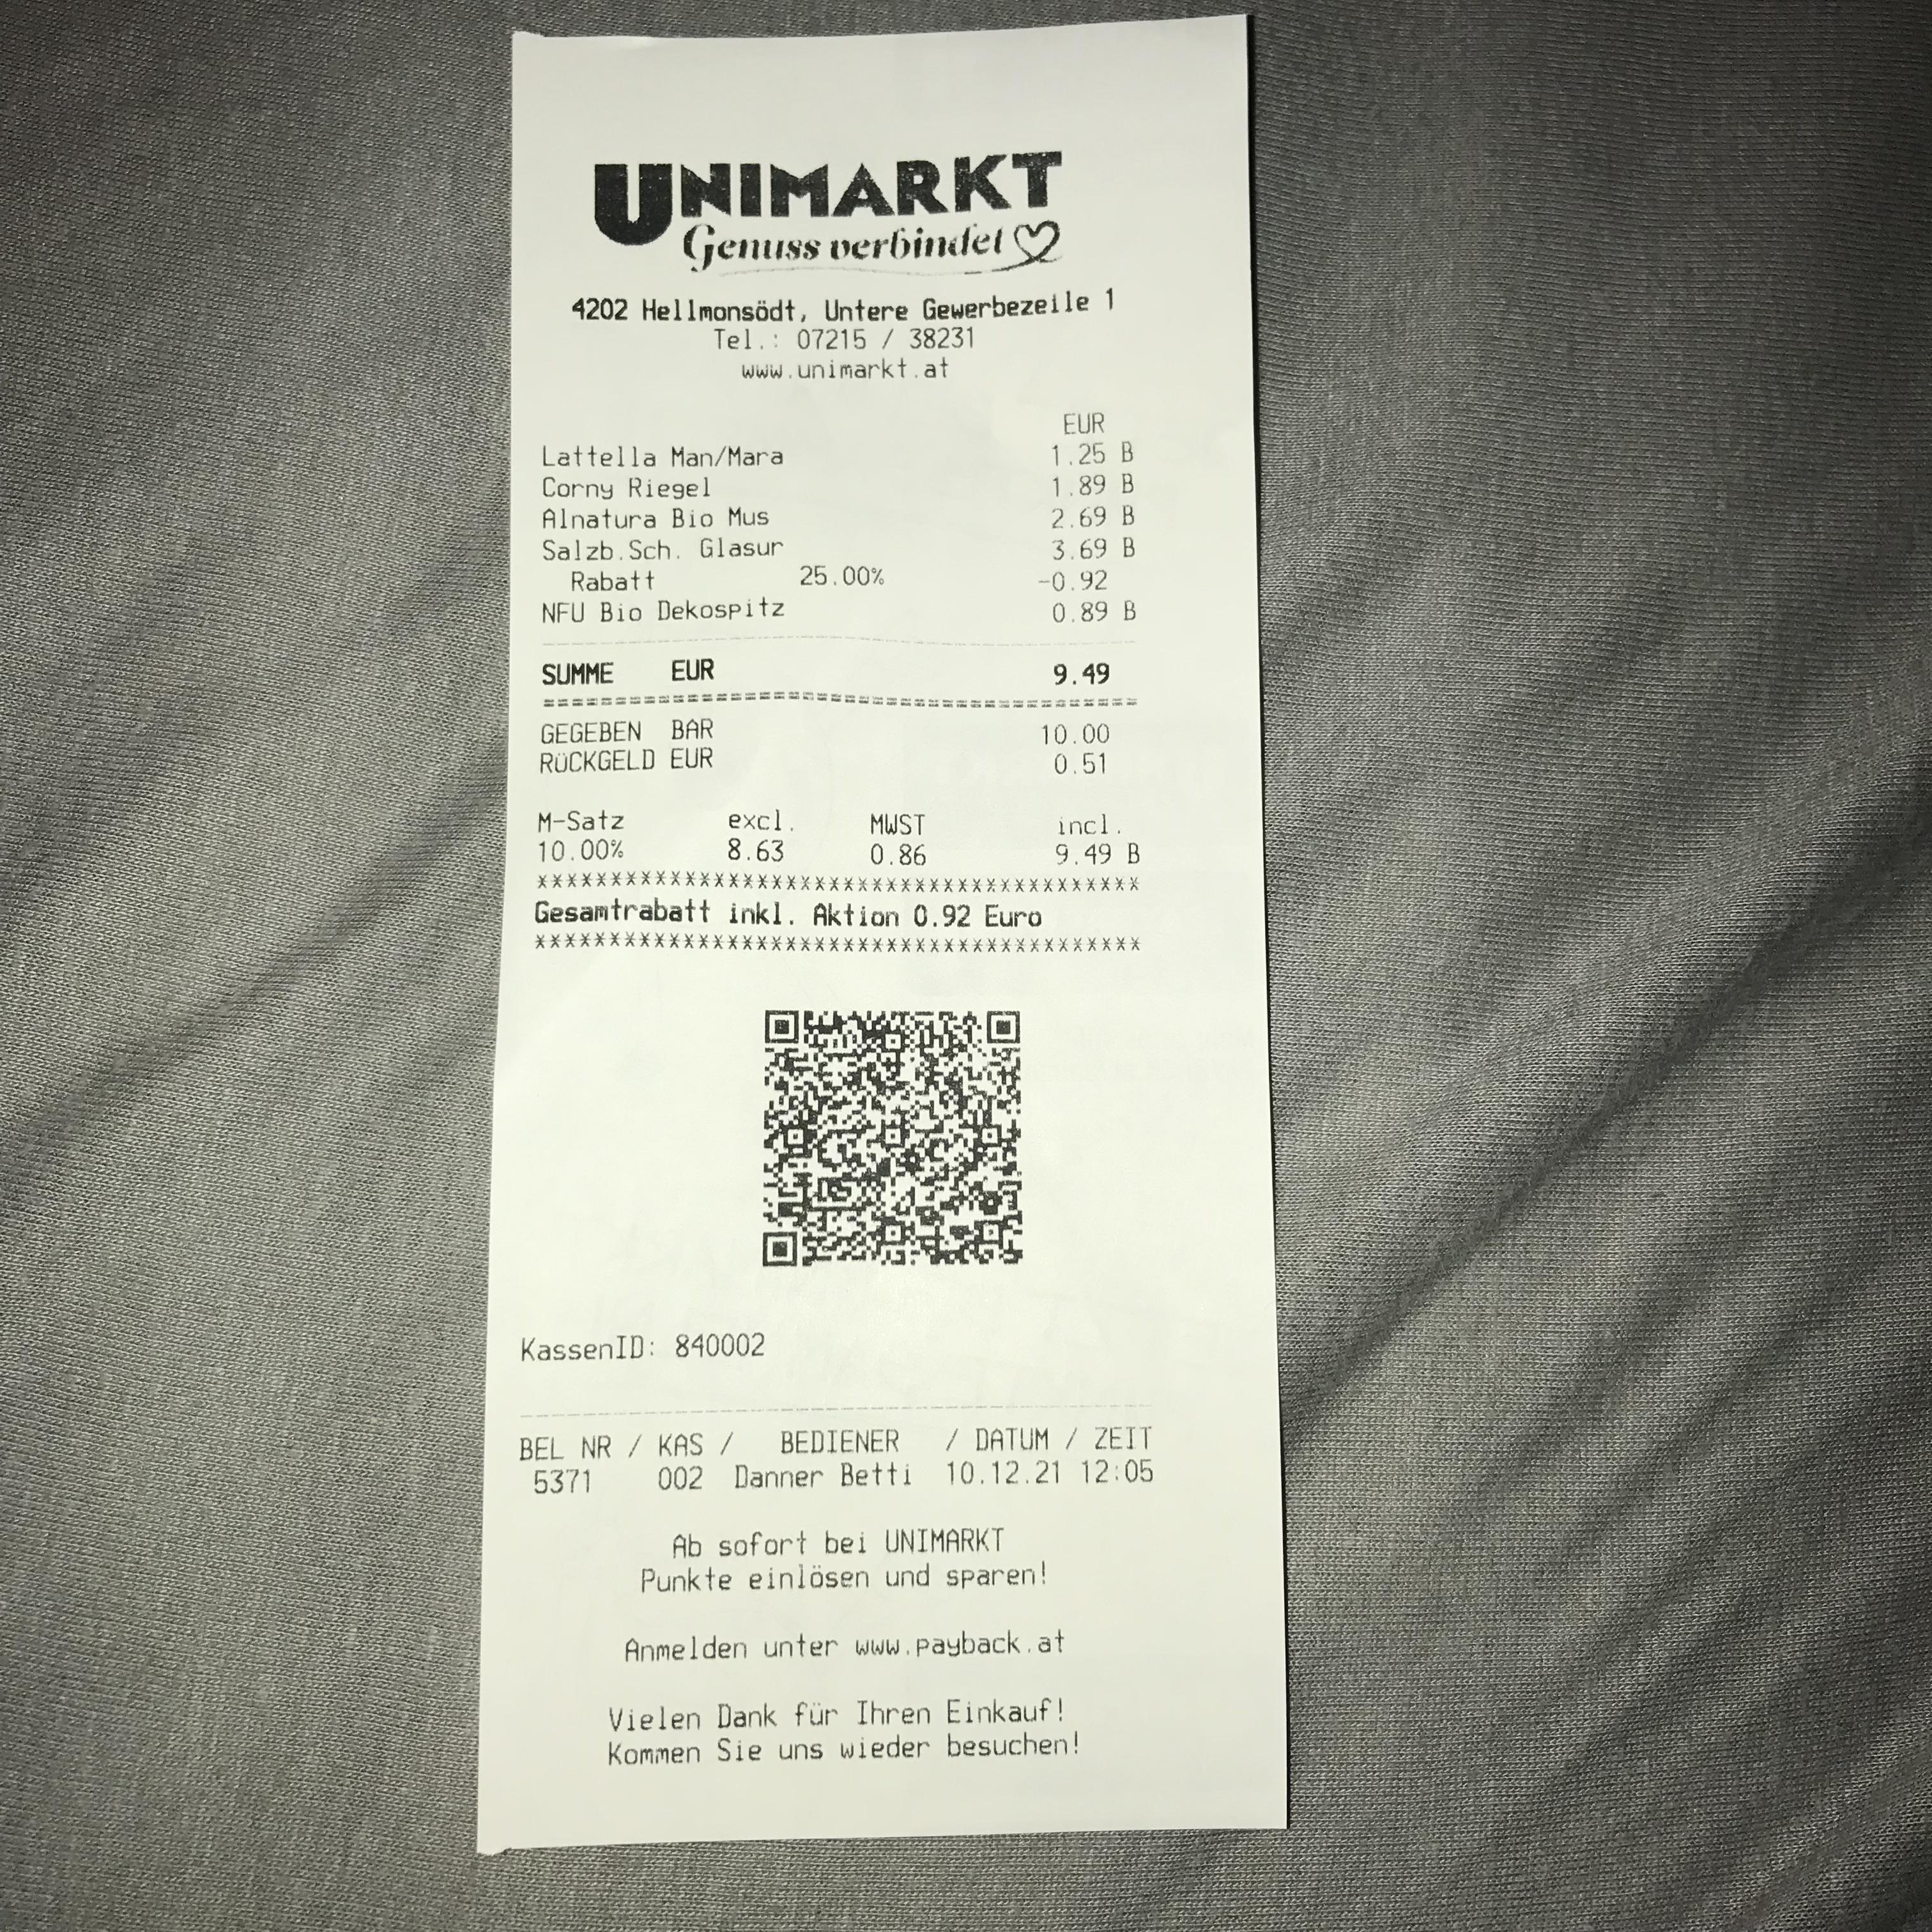 UNIMARKT
Genuss verbindet
4202 Hellmonsödt, Untere Gewerbezeile 1
Tel.: 07215 / 38231
www.unimarkt.at
EUR
Lattella Man/Mara 1.25 B
Corny Riegel 1.89 B
Alnatura Bio Mus 2.69 B
Salzb.Sch. Glasur 3.69 B
Rabatt 25.00% -0.92
NFU Bio Dekospitz 0.89 B
SUMME EUR 9.49
GEGEBEN BAR 10.00
RÜCKGELD EUR 0.51
M-Satz excl. MWST incl.
10.00% 8.63 0.86 9.49 B
*****************************************
Gesamtrabatt inkl. Aktion 0.92 Euro
*****************************************
KassenID: 840002
BEL NR / KAS / BEDIENER / DATUM / ZEIT
5371 002 Danner Betti 10.12.21 12:05
Ab sofort bei UNIMARKT
Punkte einlösen und sparen!
Anmelden unter www.payback.at
Vielen Dank für Ihren Einkauf!
Kommen Sie uns wieder besuchen!